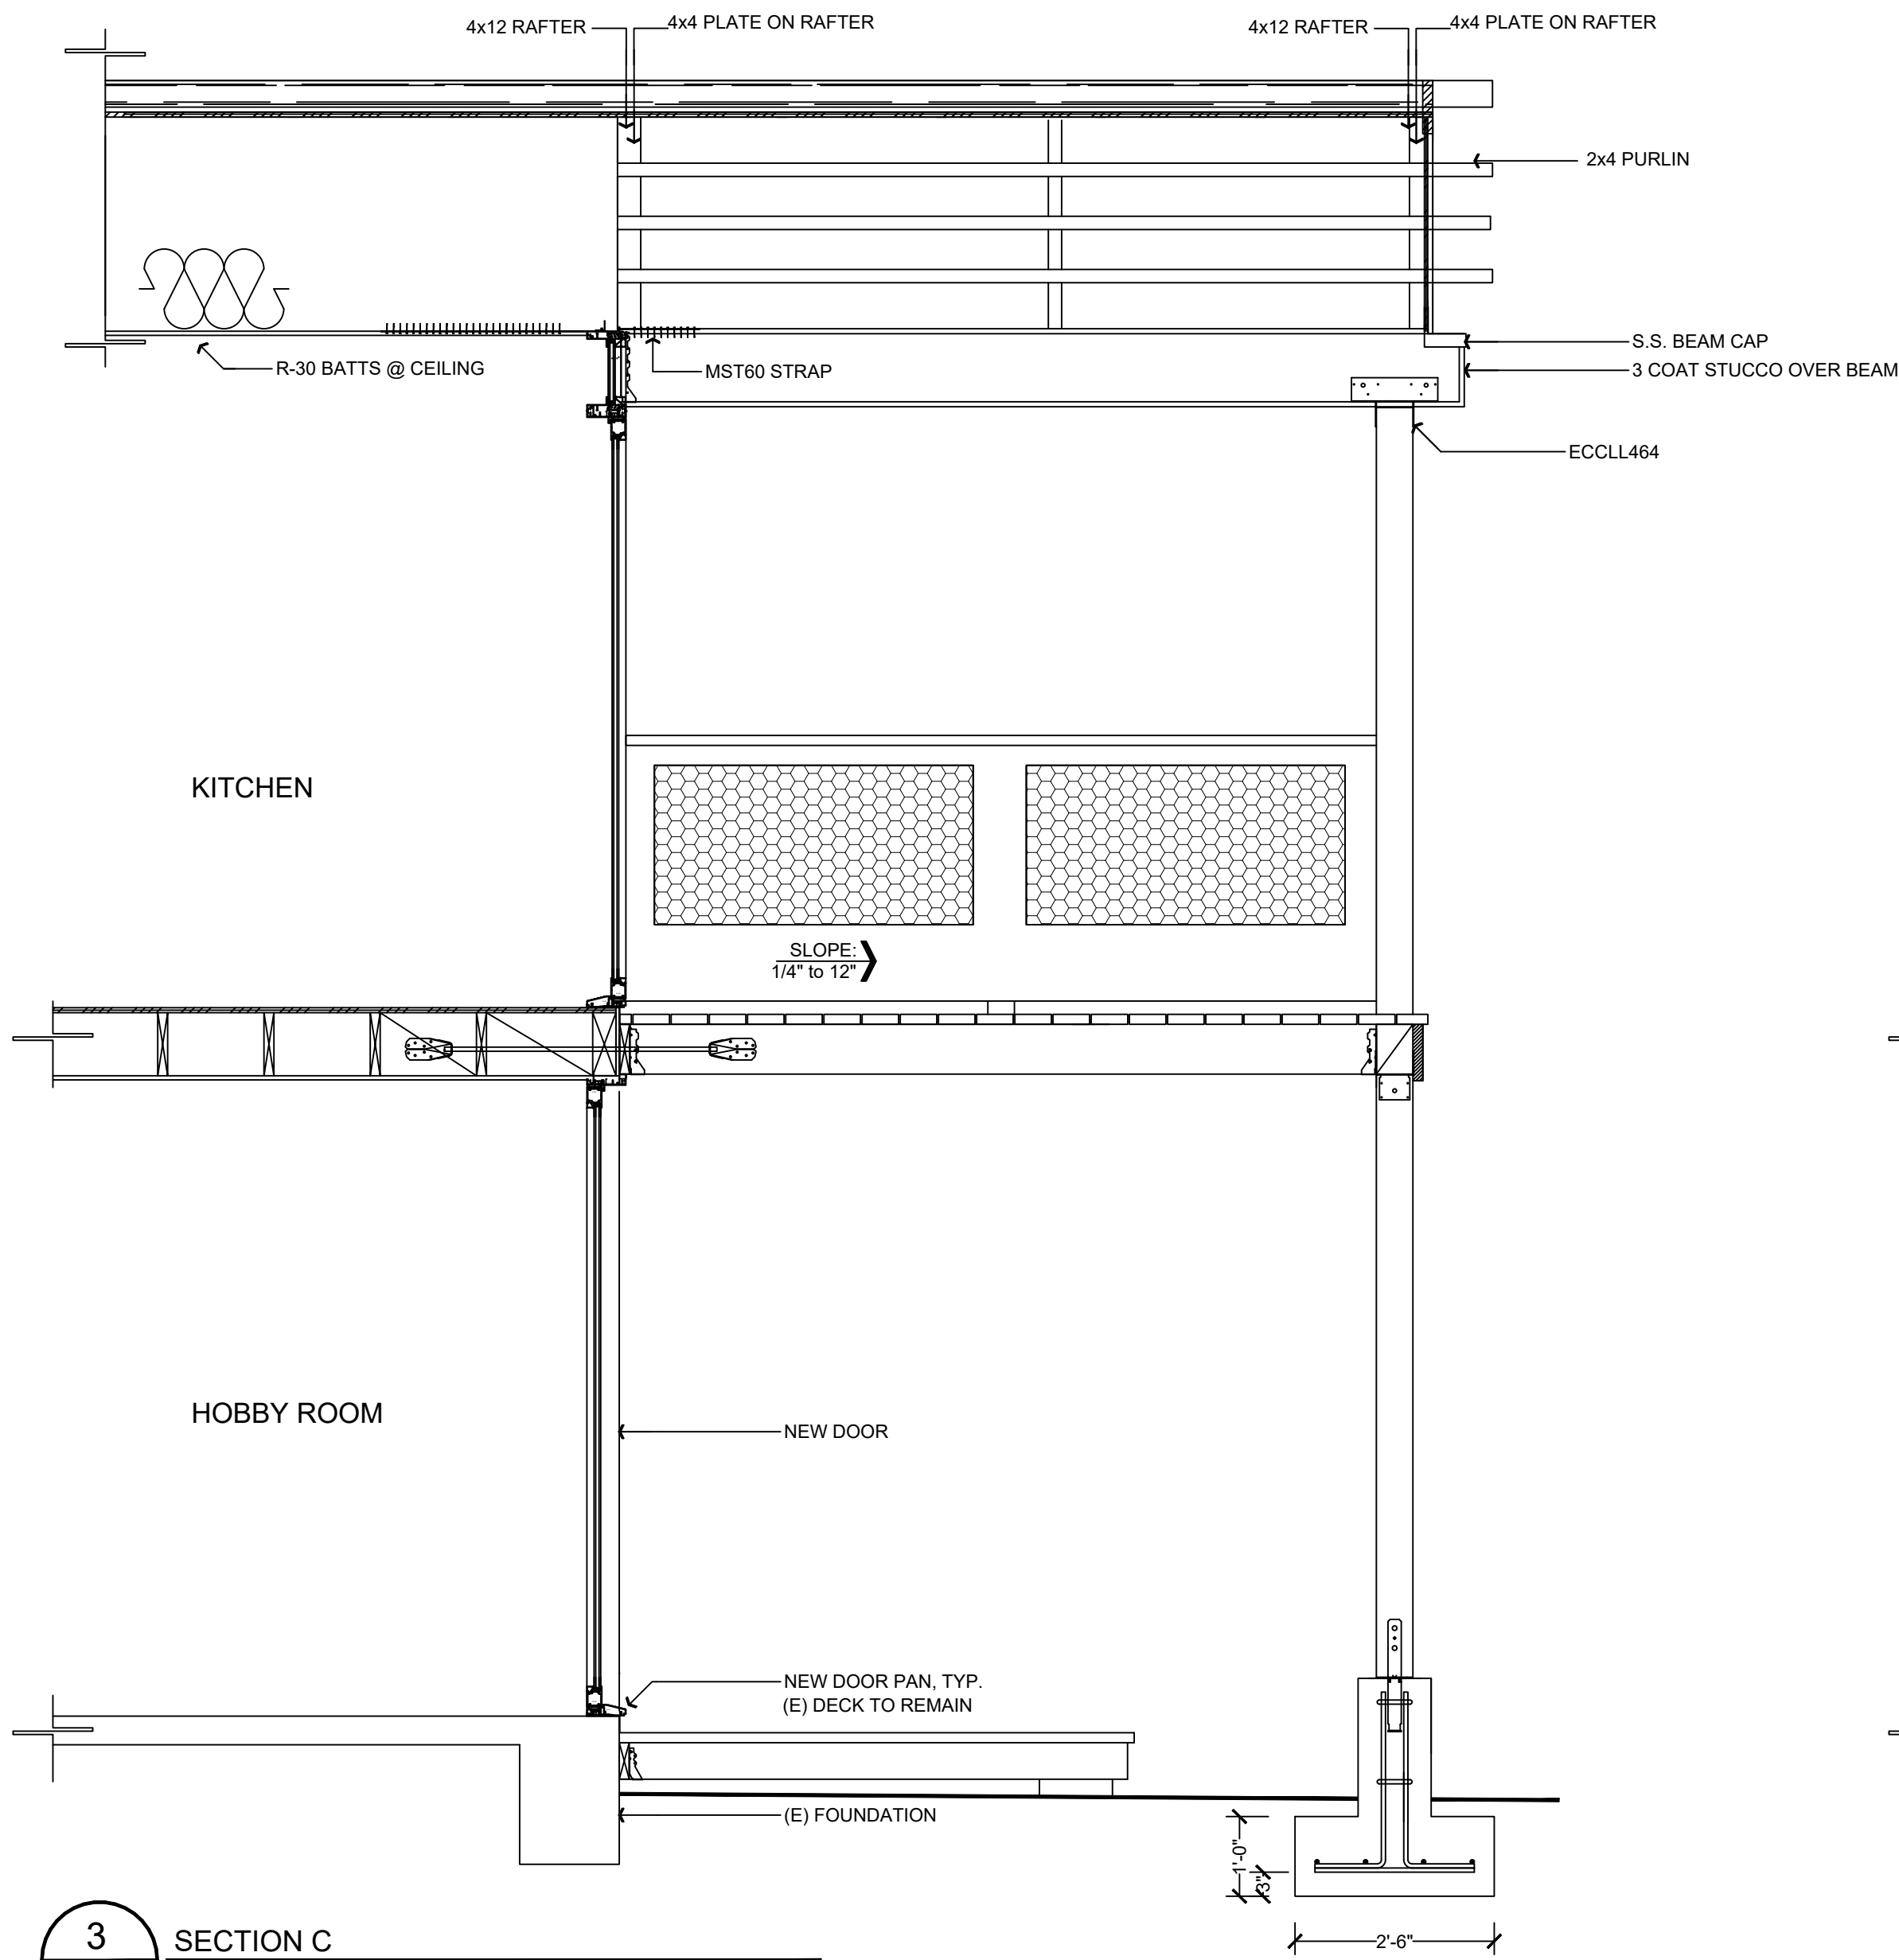 4x12 RAFTER
4x4 PLATE ON RAFTER
4x12 RAFTER
4x4 PLATE ON RAFTER
2x4 PURLIN
S.S. BEAM CAP
R-30 BATTS @ CEILING
MST60 STRAP
3 COAT STUCCO OVER BEAM
ECCLL464
KITCHEN
SLOPE:
1/4" to 12"
HOBBY ROOM
NEW DOOR
NEW DOOR PAN, TYP.
(E) DECK TO REMAIN
(E) FOUNDATION
1'-0"
3"
2'-6"
3
SECTION C